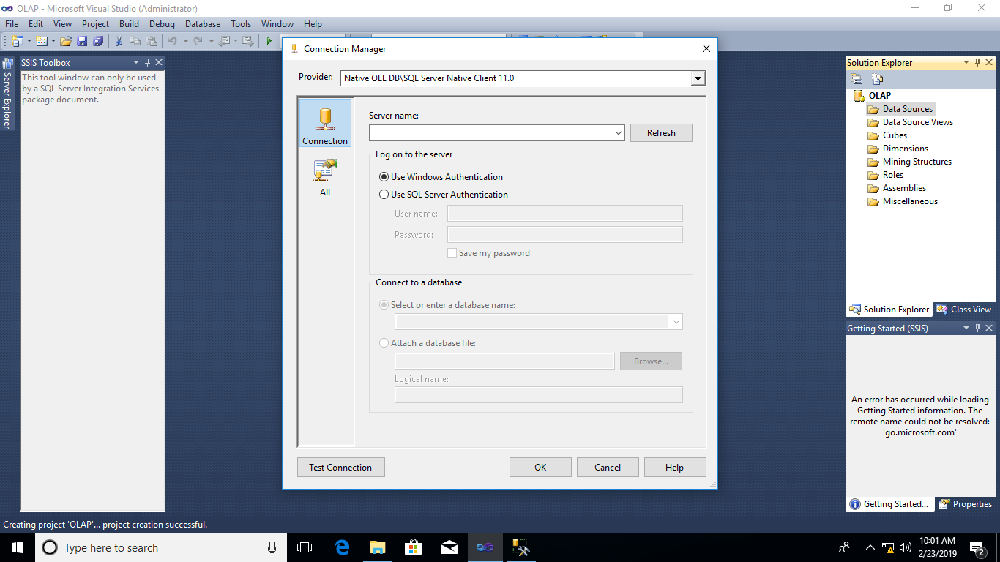 OLAP - Microsoft Visual Studio (Administrator)
File Edit View Project Build Debug Database Tools Window Help
Server Explorer
SSIS Toolbox
This tool window can only be used
by a SQL Server Integration Services
package document.
Connection Manager
Provider: Native OLE DB\SQL Server Native Client 11.0
Connection
All
Server name:
Refresh
Log on to the server
Use Windows Authentication
Use SQL Server Authentication
User name:
Password:
Save my password
Connect to a database
Select or enter a database name:
Attach a database file:
Browse...
Logical name:
Test Connection OK Cancel Help
Solution Explorer
OLAP
Data Sources
Data Source Views
Cubes
Dimensions
Mining Structures
Roles
Assemblies
Miscellaneous
Solution Explorer Class View
Getting Started (SSIS)
An error has occurred while loading
Getting Started information. The
remote name could not be resolved:
'go.microsoft.com'
Getting Started... Properties
Creating project 'OLAP'... project creation successful.
Type here to search
10:01 AM
2/23/2019
2